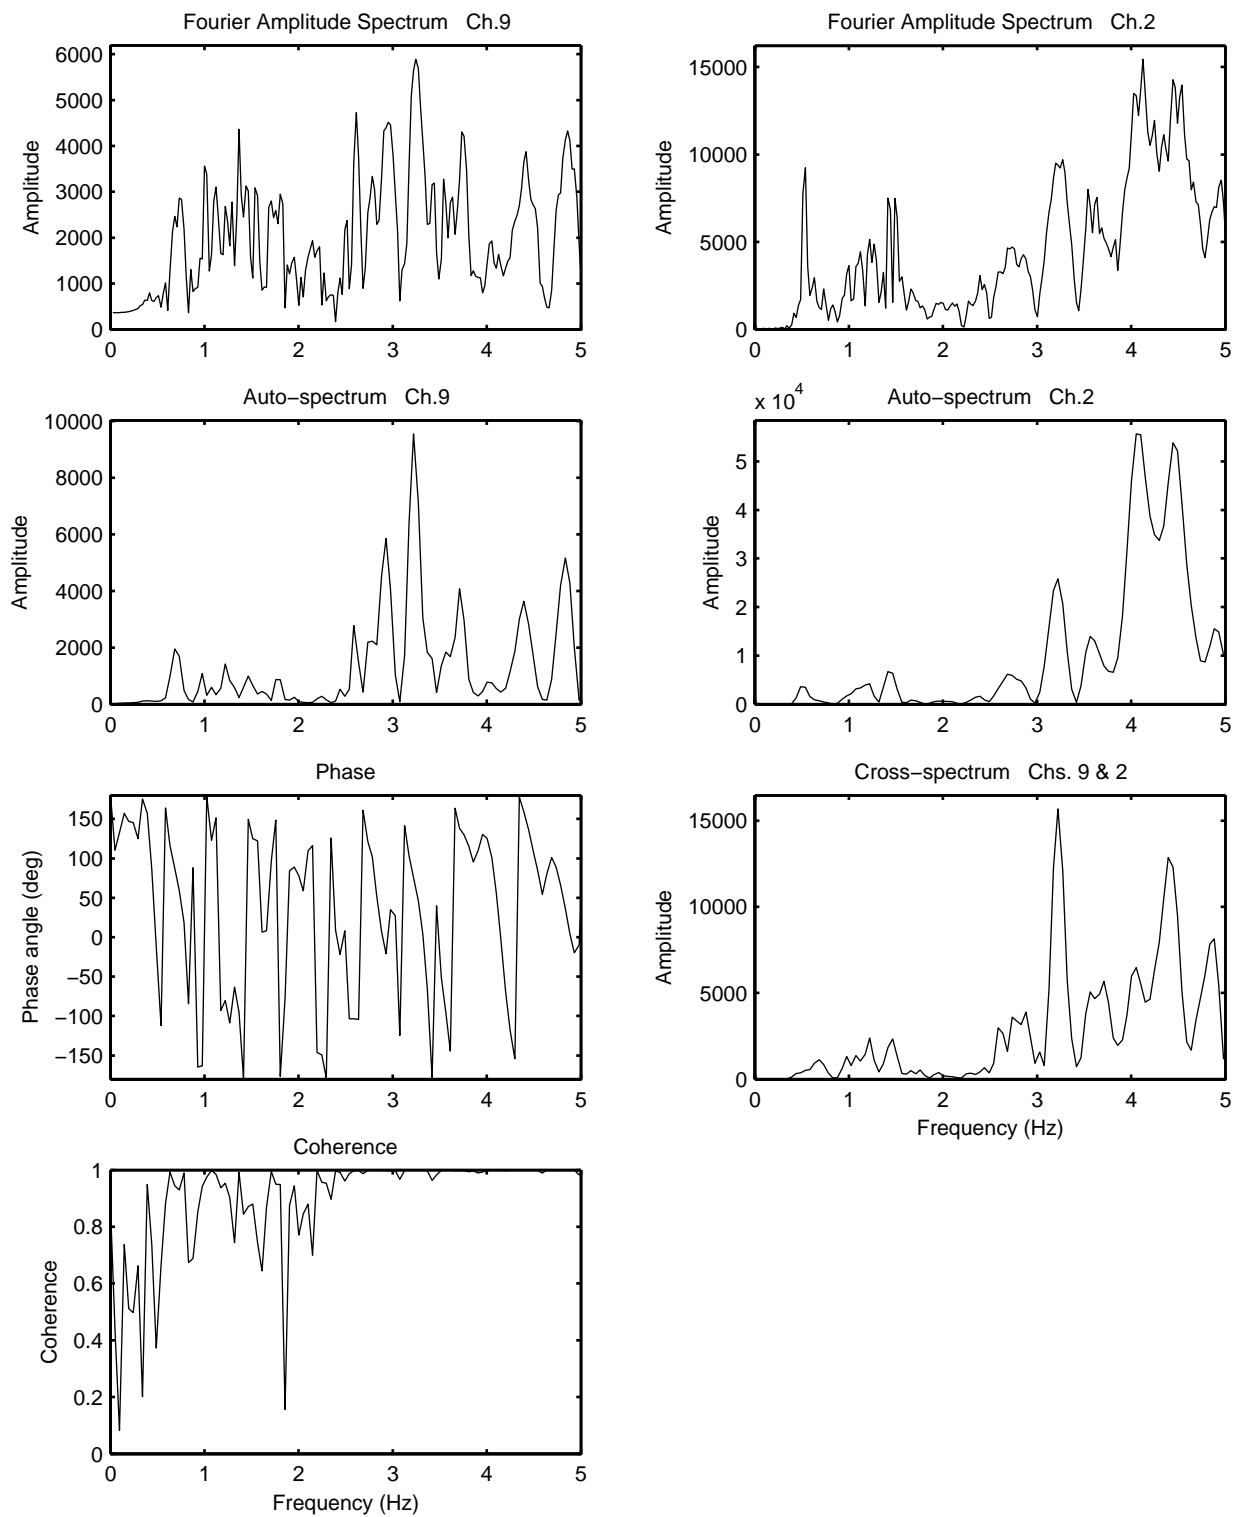 Fourier Amplitude Spectrum Ch.9
6000
5000
4000
3000
2000
1000
0
Amplitude
0 1 2 3 4 5
Fourier Amplitude Spectrum Ch.2
15000
10000
5000
0
Amplitude
0 1 2 3 4 5
Auto−spectrum Ch.9
10000
8000
6000
4000
2000
0
Amplitude
0 1 2 3 4 5
x 10^4
Auto−spectrum Ch.2
5
4
3
2
1
0
Amplitude
0 1 2 3 4 5
Phase
150
100
50
0
−50
−100
−150
Phase angle (deg)
0 1 2 3 4 5
Cross−spectrum Chs. 9 & 2
15000
10000
5000
0
Amplitude
0 1 2 3 4 5
Frequency (Hz)
Coherence
1
0.8
0.6
0.4
0.2
0
Coherence
0 1 2 3 4 5
Frequency (Hz)